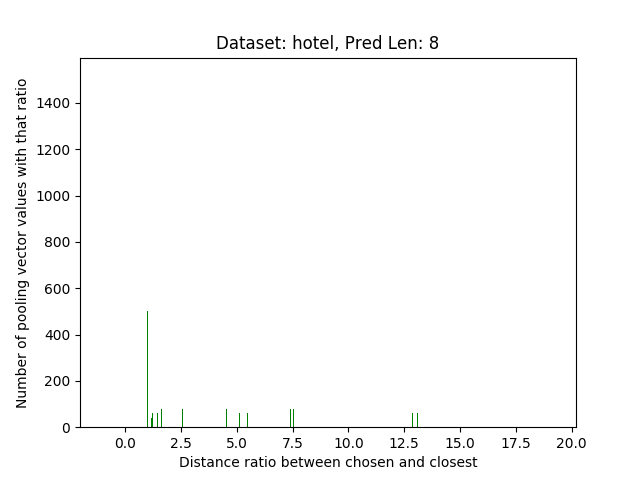 Dataset: hotel, Pred Len: 8
Number of pooling vector values with that ratio
1400
1200
1000
800
600
400
200
0
0.0 2.5 5.0 7.5 10.0 12.5 15.0 17.5 20.0
Distance ratio between chosen and closest